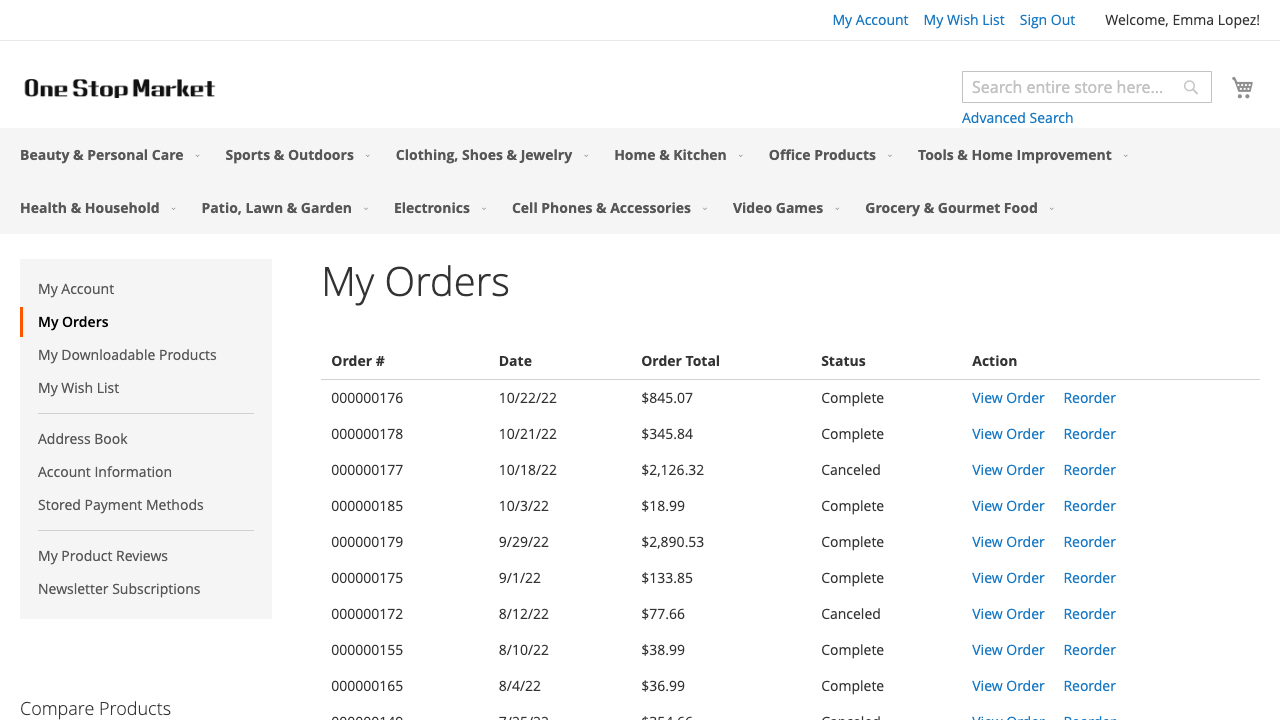 My Account My Wish List Sign Out Welcome, Emma Lopez!
One Stop Market
Search entire store here...
Advanced Search
Beauty & Personal Care Sports & Outdoors Clothing, Shoes & Jewelry Home & Kitchen Office Products Tools & Home Improvement
Health & Household Patio, Lawn & Garden Electronics Cell Phones & Accessories Video Games Grocery & Gourmet Food
My Account
My Orders
My Downloadable Products
My Wish List
Address Book
Account Information
Stored Payment Methods
My Product Reviews
Newsletter Subscriptions
Compare Products
My Orders
Order # Date Order Total Status Action
000000176 10/22/22 $845.07 Complete View Order Reorder
000000178 10/21/22 $345.84 Complete View Order Reorder
000000177 10/18/22 $2,126.32 Canceled View Order Reorder
000000185 10/3/22 $18.99 Complete View Order Reorder
000000179 9/29/22 $2,890.53 Complete View Order Reorder
000000175 9/1/22 $133.85 Complete View Order Reorder
000000172 8/12/22 $77.66 Canceled View Order Reorder
000000155 8/10/22 $38.99 Complete View Order Reorder
000000165 8/4/22 $36.99 Complete View Order Reorder